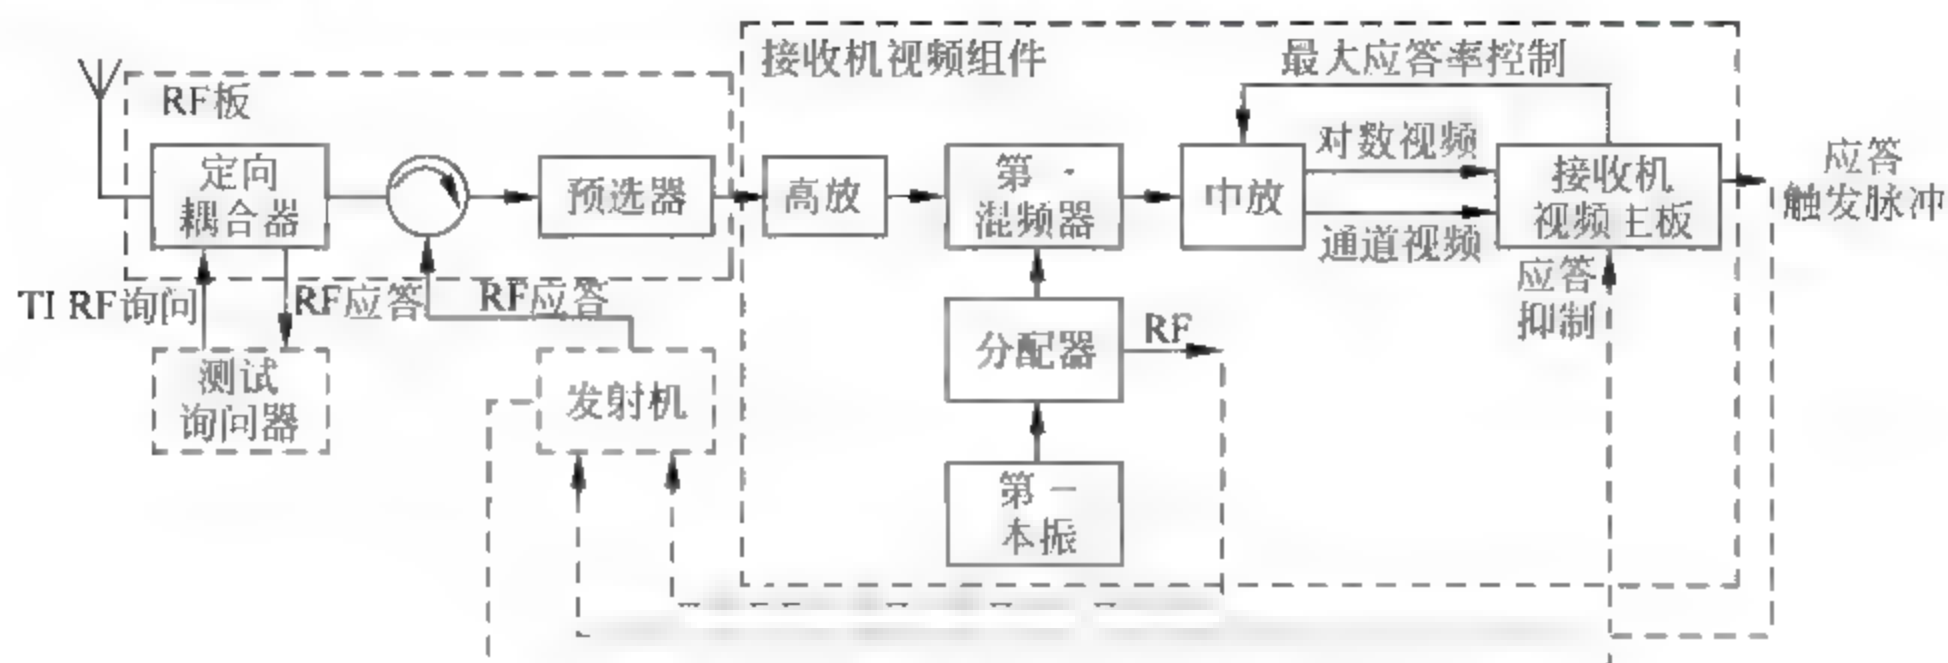 接收机视频组件
最大应答率控制
RF板
定向
耦合器
预选器
高放
第一
混频器
中放
对数视频
通道视频
接收机
视频主板
应答
触发脉冲
TI RF询问
RF应答
RF应答
应答
抑制
测试
询问器
发射机
分配器
RF
第一
本振